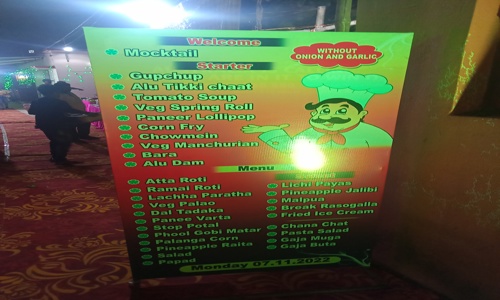 Welcome
Mocktail
WITHOUT
ONION AND GARLIC
Starter
Gupchup
Alu Tikki chaat
Tomato Soup
Veg Spring Roll
Paneer Lollipop
Corn Fry
Chowmein
Veg Manchurian
Bara
Alu Dam
Menu
Atta Roti
Ramai Roti
Lachha Paratha
Veg Palao
Dal Tadaka
Panee Varta
Stop Potal
Phool Gobi Matar
Palanga Corn
Pineapple Raita
Salad
Papad
Lichi Payas
Pineapple Jalibi
Malpua
Break Rasogalla
Fried Ice Cream
Chana Chat
Pasta Salad
Gaja Muga
Gaja Buta
Monday 07.11.2022